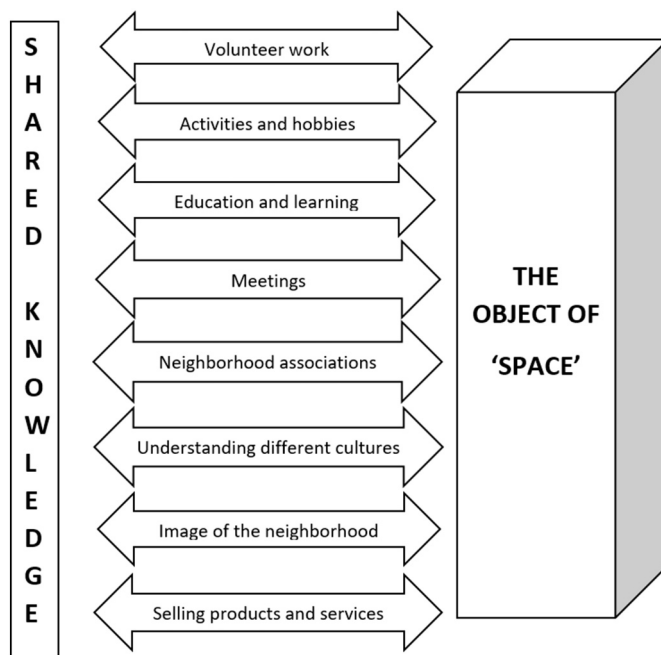 SHARED KNOWLEDGE
Volunteer work
Activities and hobbies
Education and learning
Meetings
Neighborhood associations
Understanding different cultures
Image of the neighborhood
Selling products and services
THE
OBJECT OF
‘SPACE’